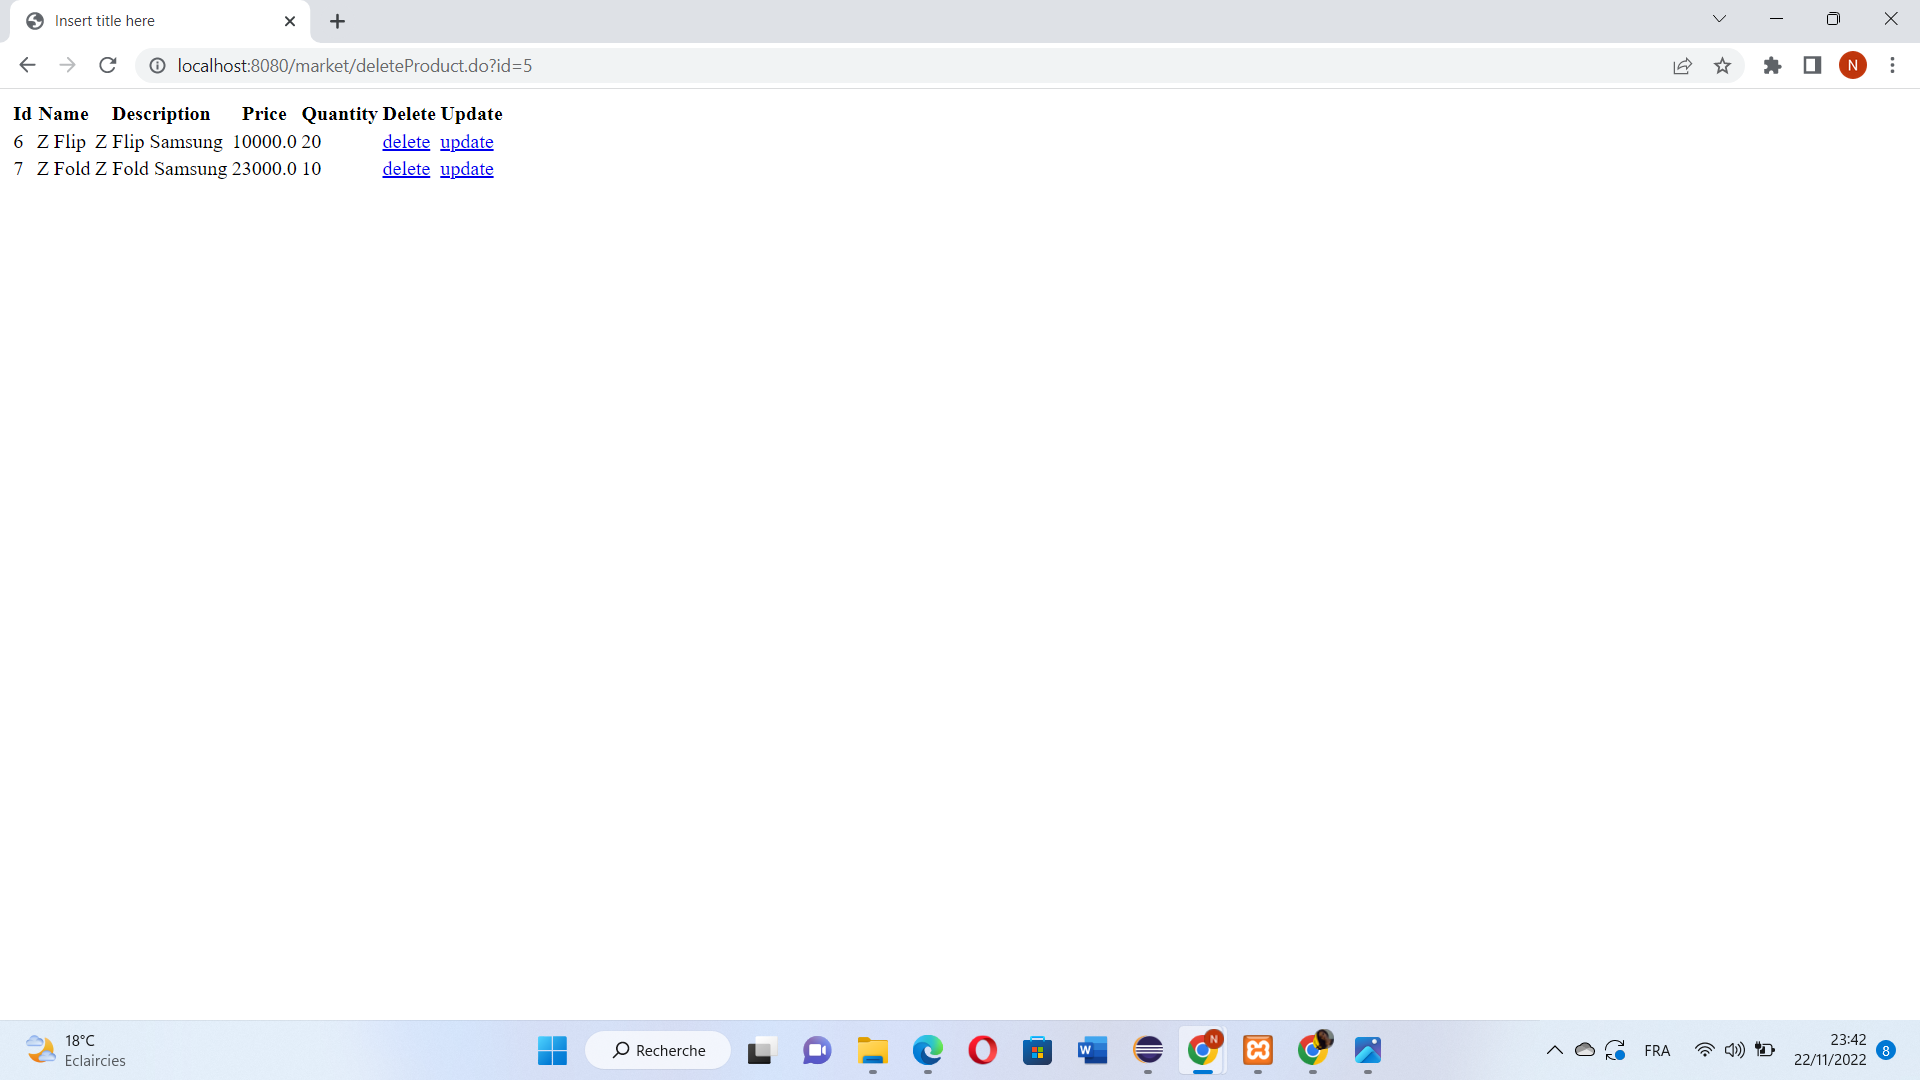 Insert title here
localhost:8080/market/deleteProduct.do?id=5
N
Id Name Description Price Quantity Delete Update
6 Z Flip Z Flip Samsung 10000.0 20 delete update
7 Z Fold Z Fold Samsung 23000.0 10 delete update
18°C
Eclaircies
Recherche
W
N
FRA
23:42
22/11/2022
8